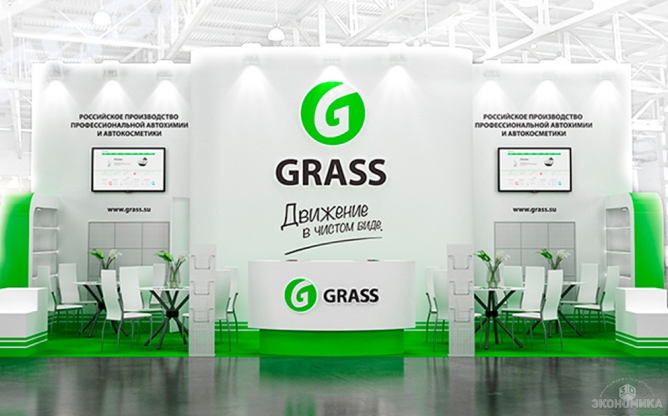 РОССИЙСКОЕ ПРОИЗВОДСТВО
ПРОФЕССИОНАЛЬНОЙ АВТОХИМИИ
И АВТОКОСМЕТИКИ
www.grass.su
G
GRASS
Движение
в чистом виде.
G GRASS
РОССИЙСКОЕ ПРОИЗВОДСТВО
ПРОФЕССИОНАЛЬНОЙ АВТОХИМИИ
И АВТОКОСМЕТИКИ
www.grass.su
ЭКОНОМИКА